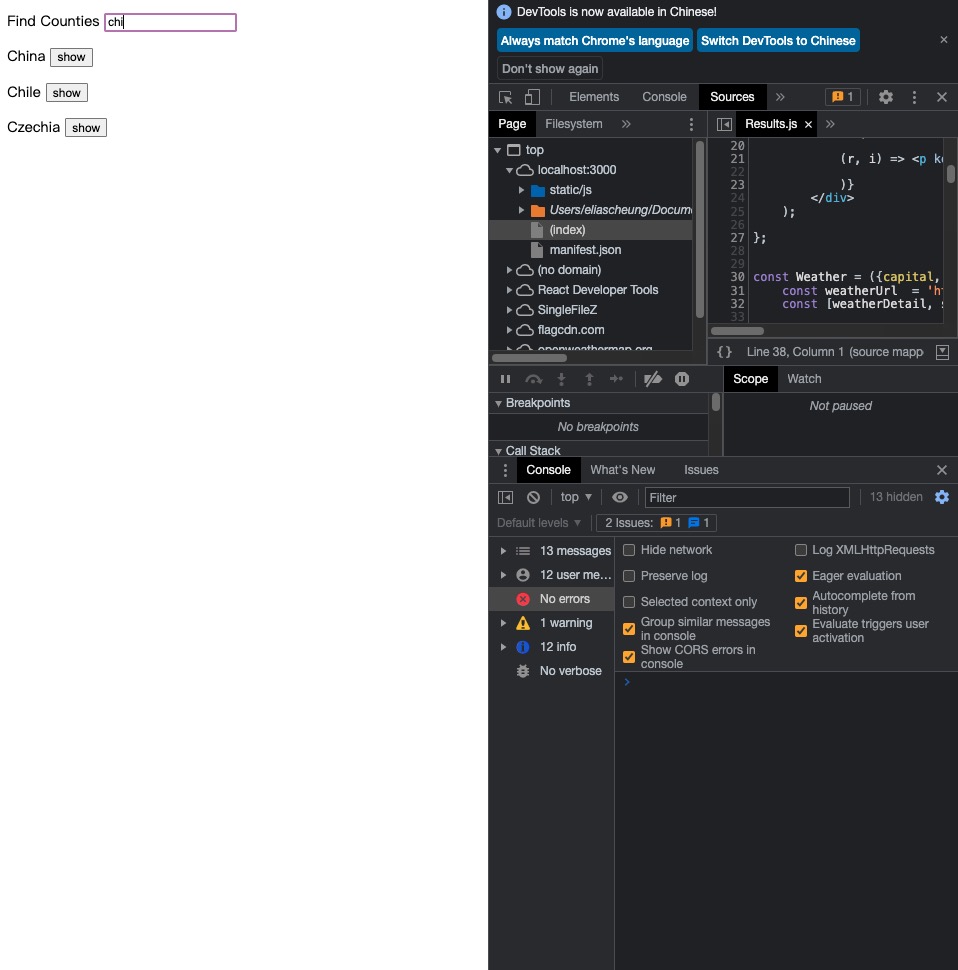 Find Counties chi
China show
Chile show
Czechia show
DevTools is now available in Chinese!
Always match Chrome's language Switch DevTools to Chinese
Don't show again
Elements Console Sources » 1
Page Filesystem »
Results.js × »
top
localhost:3000
static/js
Users/eliascheung/Docum
(index)
manifest.json
(no domain)
React Developer Tools
SingleFileZ
flagcdn.com
openweathermap.org
20
21 (r, i) => <p k
22
23 )}
24 </div>
25 );
26
27 };
28
29
30 const Weather = ({capital,
31 const weatherUrl = 'ht
32 const [weatherDetail, s
33
{} Line 38, Column 1 (source mapp
Breakpoints
No breakpoints
Call Stack
Scope Watch
Not paused
Console What's New Issues
top ▼ Filter 13 hidden
Default levels ▼ 2 Issues: 1 1
13 messages
12 user me...
No errors
1 warning
12 info
No verbose
Hide network
Preserve log
Selected context only
Group similar messages
in console
Show CORS errors in
console
Log XMLHttpRequests
Eager evaluation
Autocomplete from
history
Evaluate triggers user
activation